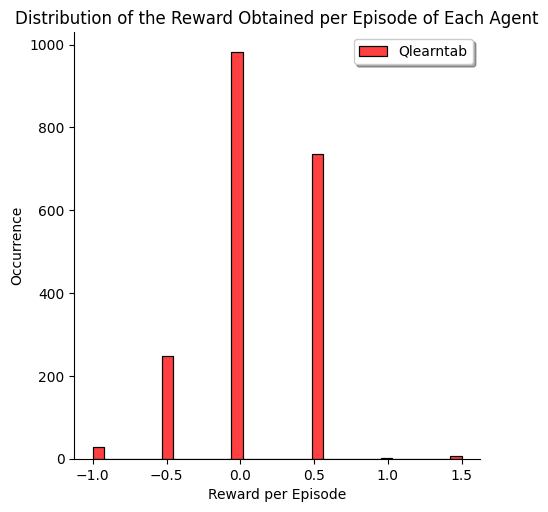 Distribution of the Reward Obtained per Episode of Each Agent
Qlearntab
1000
800
600
400
200
0
Occurrence
−1.0 −0.5 0.0 0.5 1.0 1.5
Reward per Episode